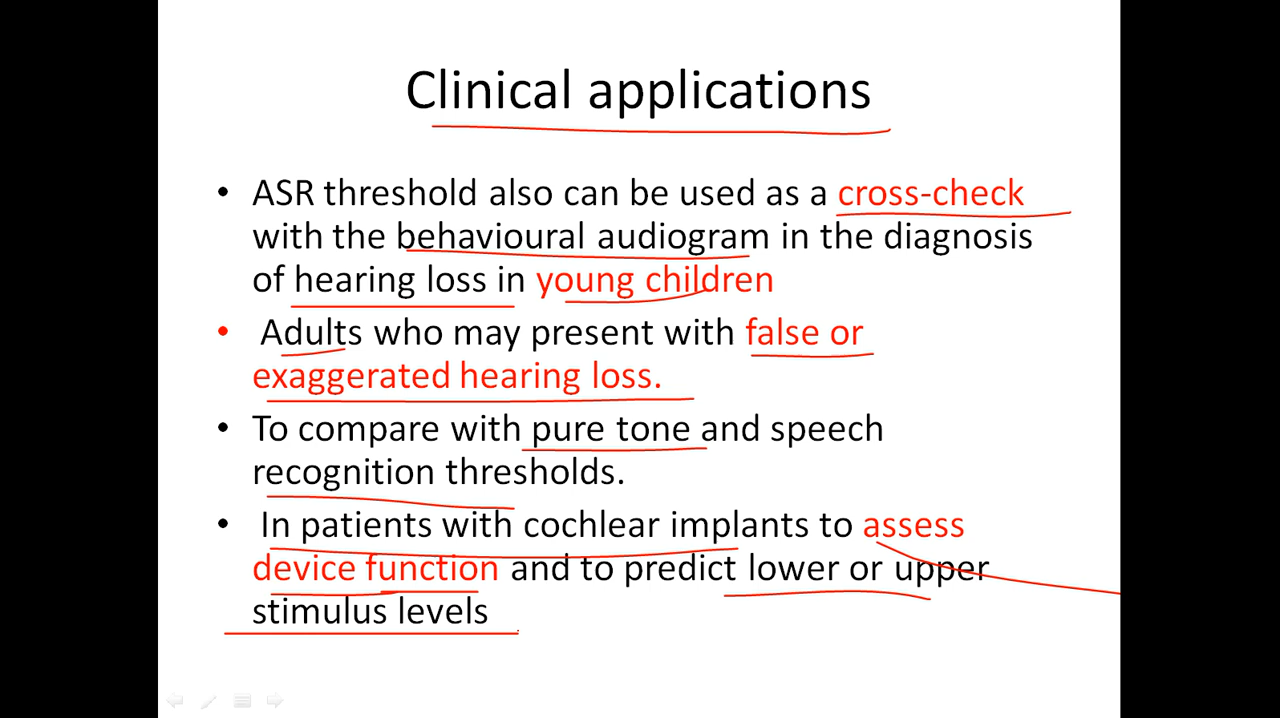 Clinical applications
• ASR threshold also can be used as a cross-check
with the behavioural audiogram in the diagnosis
of hearing loss in young children
• Adults who may present with false or
exaggerated hearing loss.
• To compare with pure tone and speech
recognition thresholds.
• In patients with cochlear implants to assess
device function and to predict lower or upper
stimulus levels